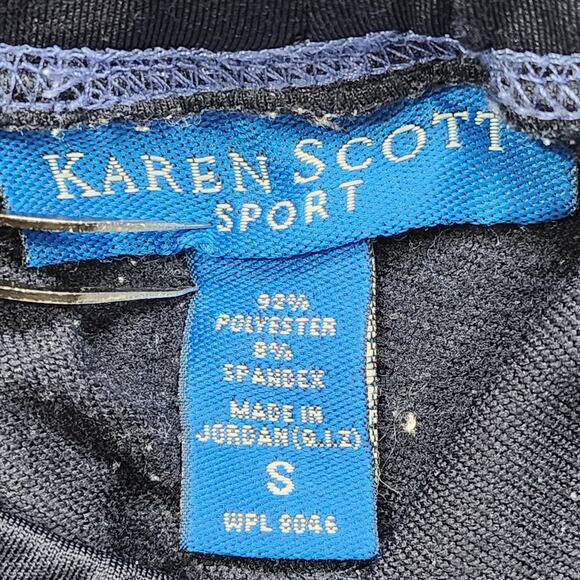 KAREN SCOTT
SPORT
92%
POLYESTER
8%
SPANDEX
MADE IN
JORDAN(Q.I.Z)
S
WPL 8046